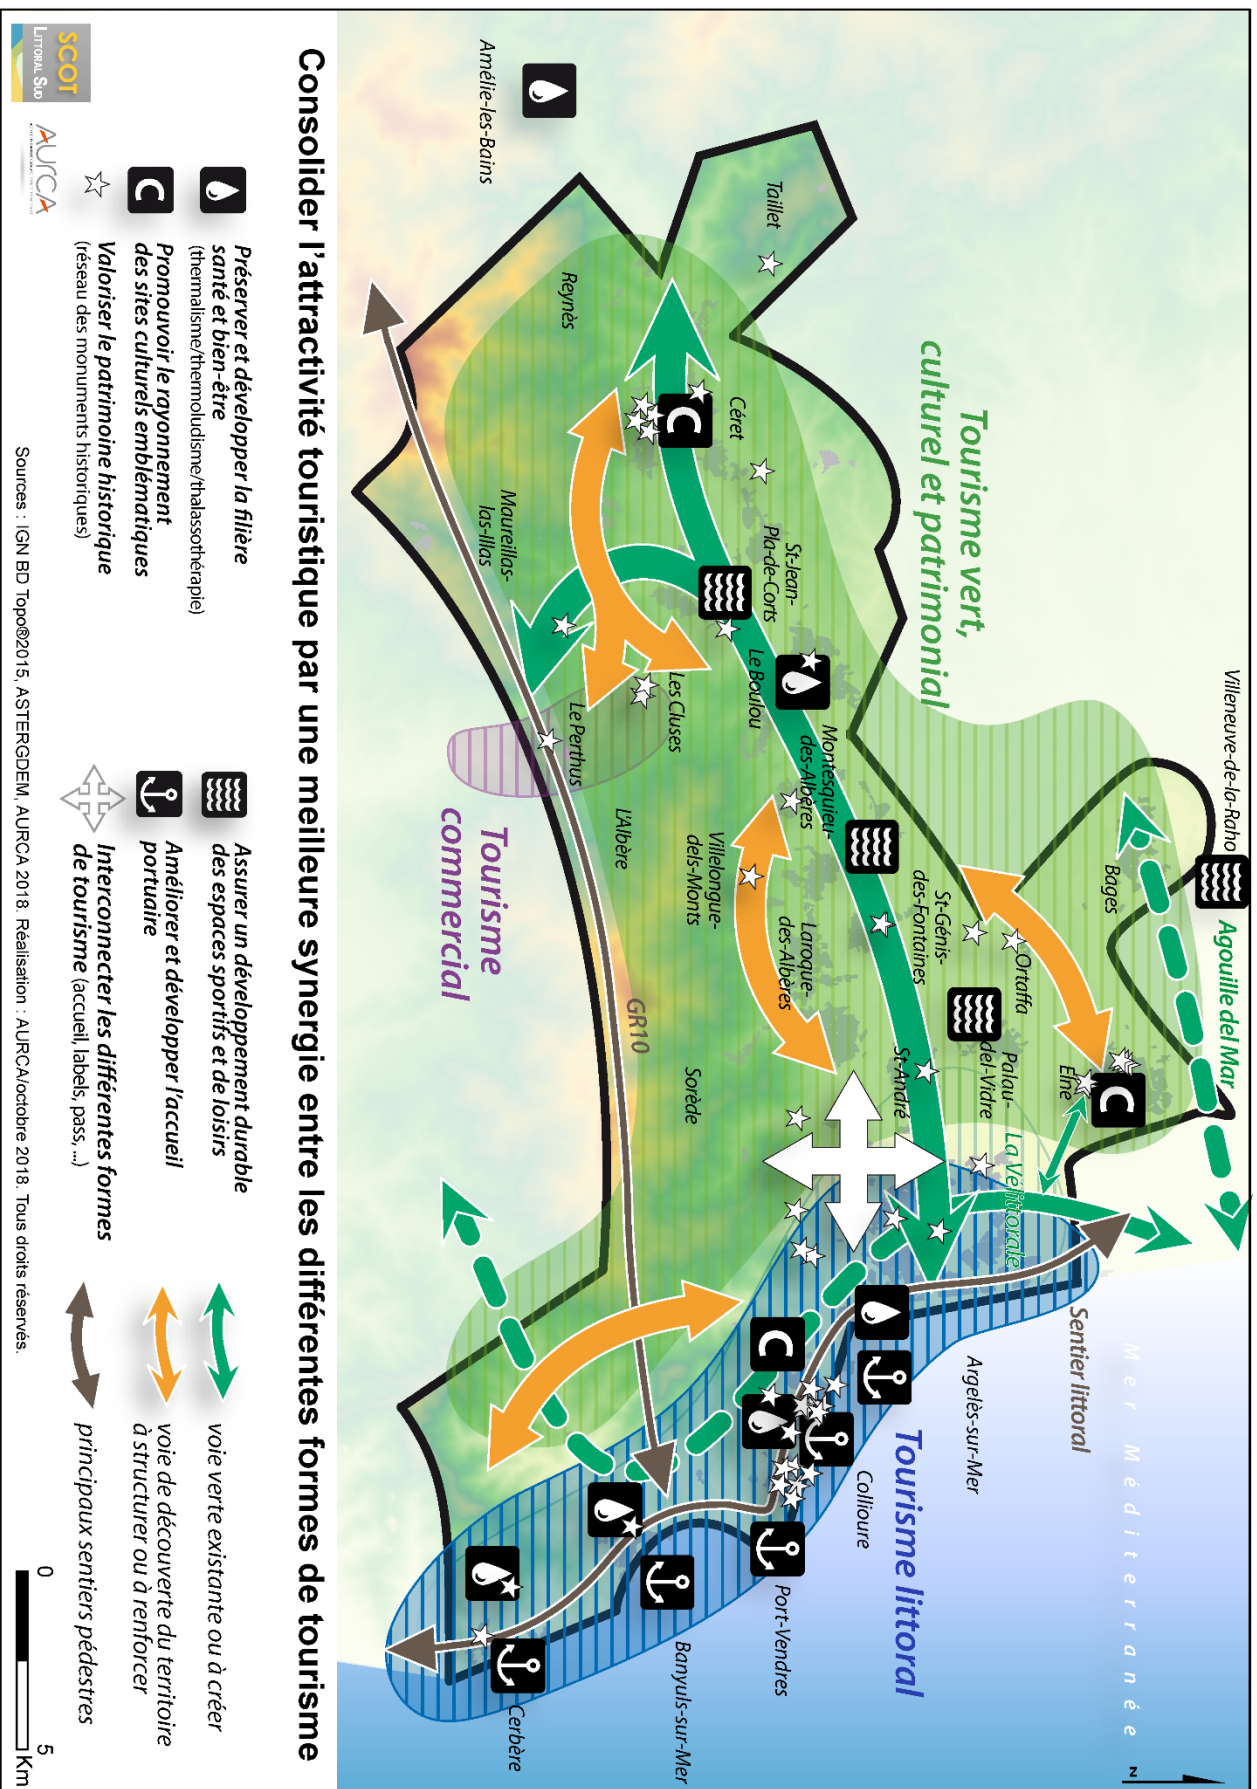 Villeneuve-de-la-Raho
Agouille del Mar
Mer Méditerranée
N
Tourisme vert,
culturel et patrimonial
Bages
Sentier littoral
Elne
La Vélittorale
Ortaffa
Palau-
del-Vidre
St-Génis-
des-Fontaines
St-André
Argelès-sur-Mer
Tourisme littoral
Taillet
Céret
St-Jean-
Pla-de-Corts
Le Boulou
Montesquieu-
des-Albères
Villelongue-
dels-Monts
Laroque-
des-Albères
Collioure
Port-Vendres
Reynès
Les Cluses
Sorède
Banyuls-sur-Mer
Amélie-les-Bains
Maureillas-
las-Illas
Le Perthus
L'Albère
GR10
Tourisme
commercial
Cerbère
Consolider l'attractivité touristique par une meilleure synergie entre les différentes formes de tourisme
Préserver et développer la filière
santé et bien-être
(thermalisme/thermoludisme/thalassothérapie)
C
Promouvoir le rayonnement
des sites culturels emblématiques
Valoriser le patrimoine historique
(réseau des monuments historiques)
Assurer un développement durable
des espaces sportifs et de loisirs
Améliorer et développer l'accueil
portuaire
Interconnecter les différentes formes
de tourisme (accueil, labels, pass, ...)
voie verte existante ou à créer
voie de découverte du territoire
à structurer ou à renforcer
principaux sentiers pédestres
SCOT
LITTORAL SUD
AURCA
Sources : IGN BD Topo®2015, ASTERGDEM, AURCA 2018. Réalisation : AURCA/octobre 2018. Tous droits réservés.
0 5
Km